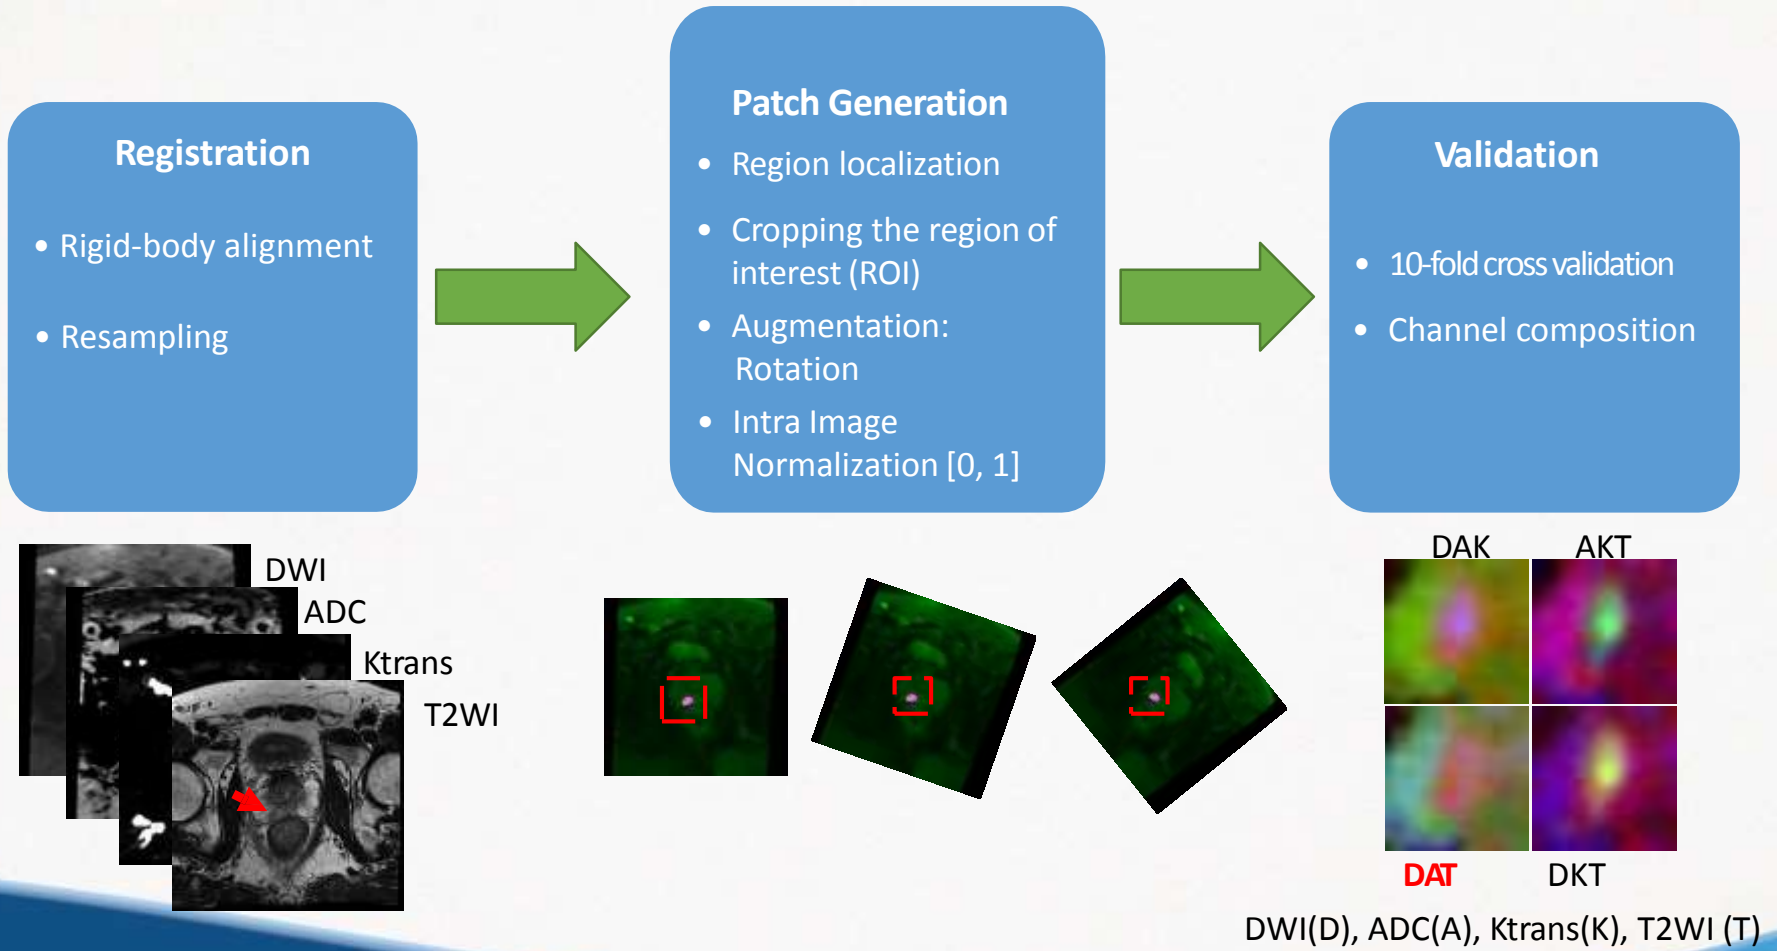 Registration
• Rigid-body alignment
• Resampling
Patch Generation
• Region localization
• Cropping the region of
interest (ROI)
• Augmentation:
Rotation
• Intra Image
Normalization [0, 1]
Validation
• 10-fold cross validation
• Channel composition
DWI
ADC
Ktrans
T2WI
DAK
AKT
DAT
DKT
DWI(D), ADC(A), Ktrans(K), T2WI (T)